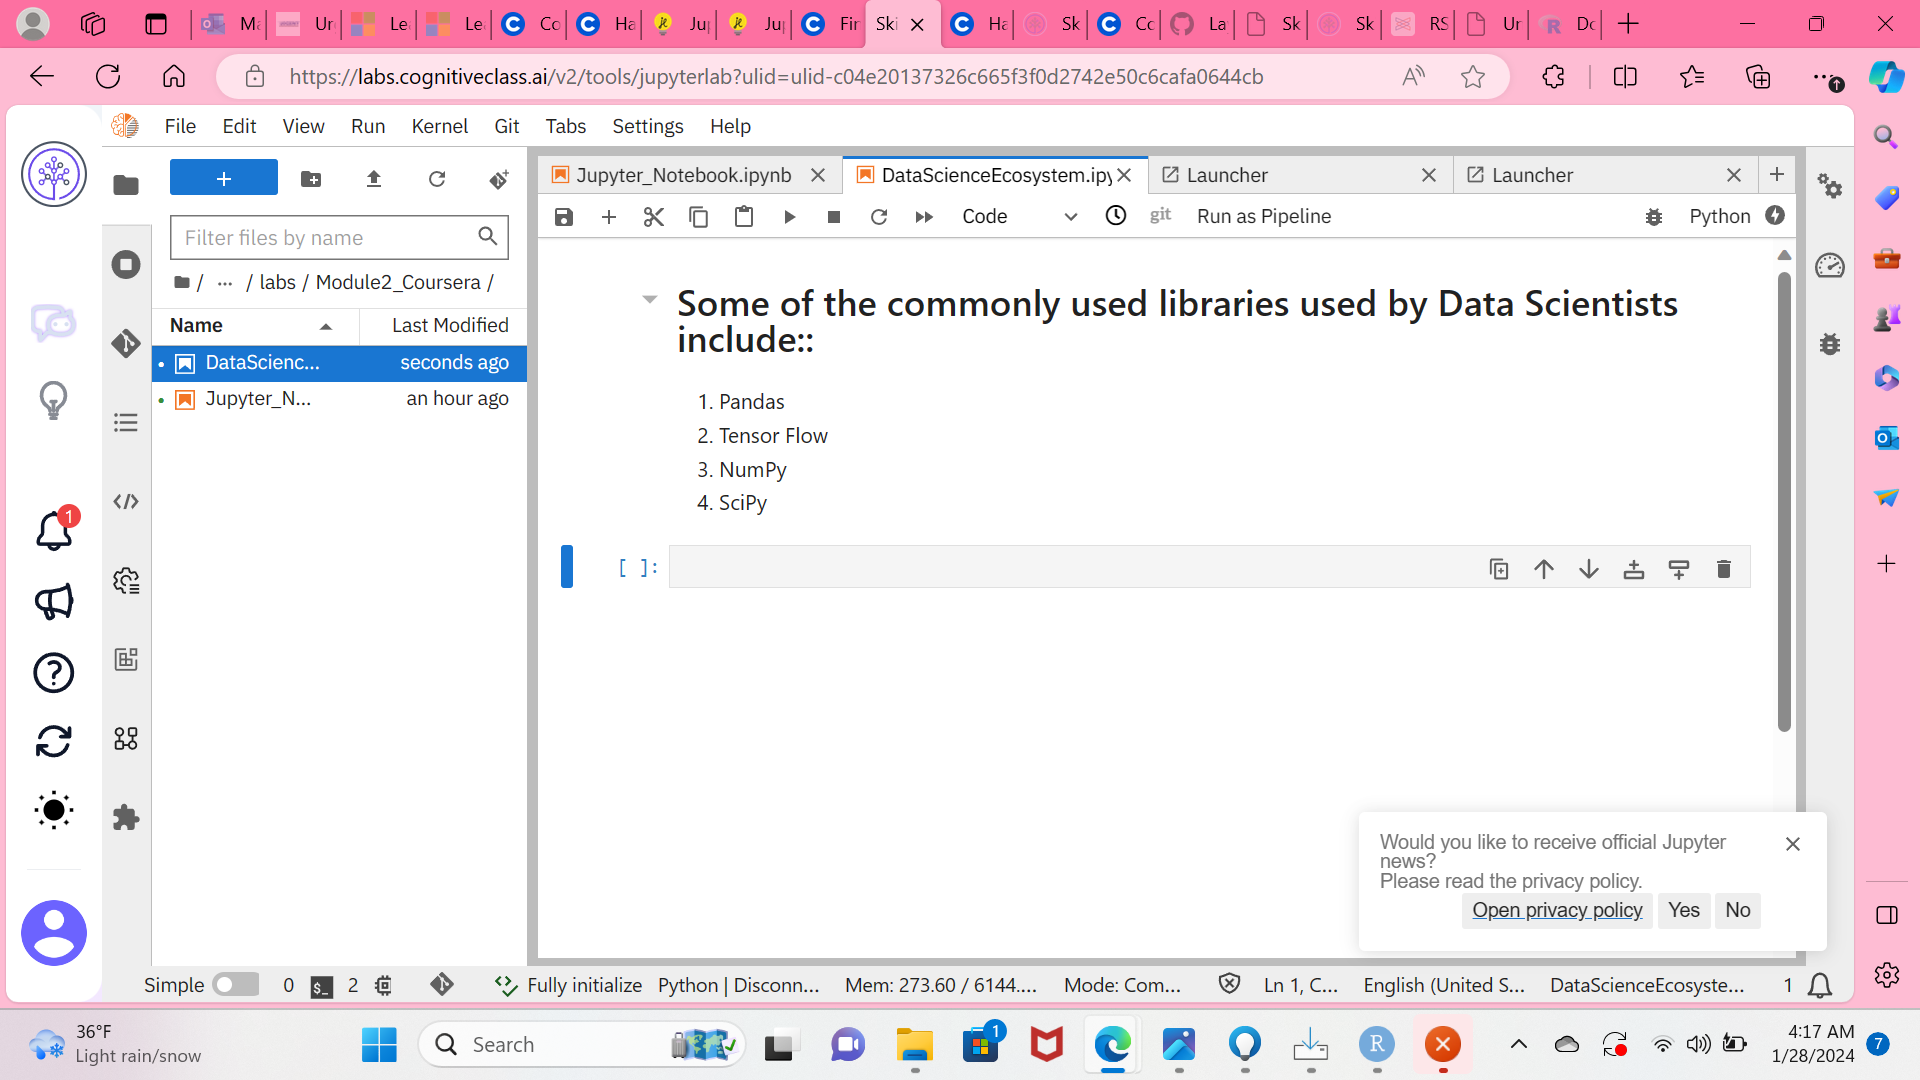 Ma
Un
Le
Le
Co
Ha
Ju
Ju
Fin
Ski
Ha
Sk
Co
La
Sk
Sk
RS
Ur
Do
https://labs.cognitiveclass.ai/v2/tools/jupyterlab?ulid=ulid-c04e20137326c665f3f0d2742e50c6cafa0644cb
File Edit View Run Kernel Git Tabs Settings Help
Jupyter_Notebook.ipynb
DataScienceEcosystem.ipy
Launcher
Launcher
Filter files by name
Code
git
Run as Pipeline
Python
/ ... / labs / Module2_Coursera /
Name
Last Modified
DataScienc...
seconds ago
Jupyter_N...
an hour ago
Some of the commonly used libraries used by Data Scientists
include::
1. Pandas
2. Tensor Flow
3. NumPy
4. SciPy
[ ]:
1
Would you like to receive official Jupyter
news?
Please read the privacy policy.
Open privacy policy
Yes
No
Simple
0
$_
2
Fully initialize
Python | Disconn...
Mem: 273.60 / 6144....
Mode: Com...
Ln 1, C...
English (United S...
DataScienceEcosyste...
1
36°F
Light rain/snow
Search
1
R
4:17 AM
1/28/2024
7